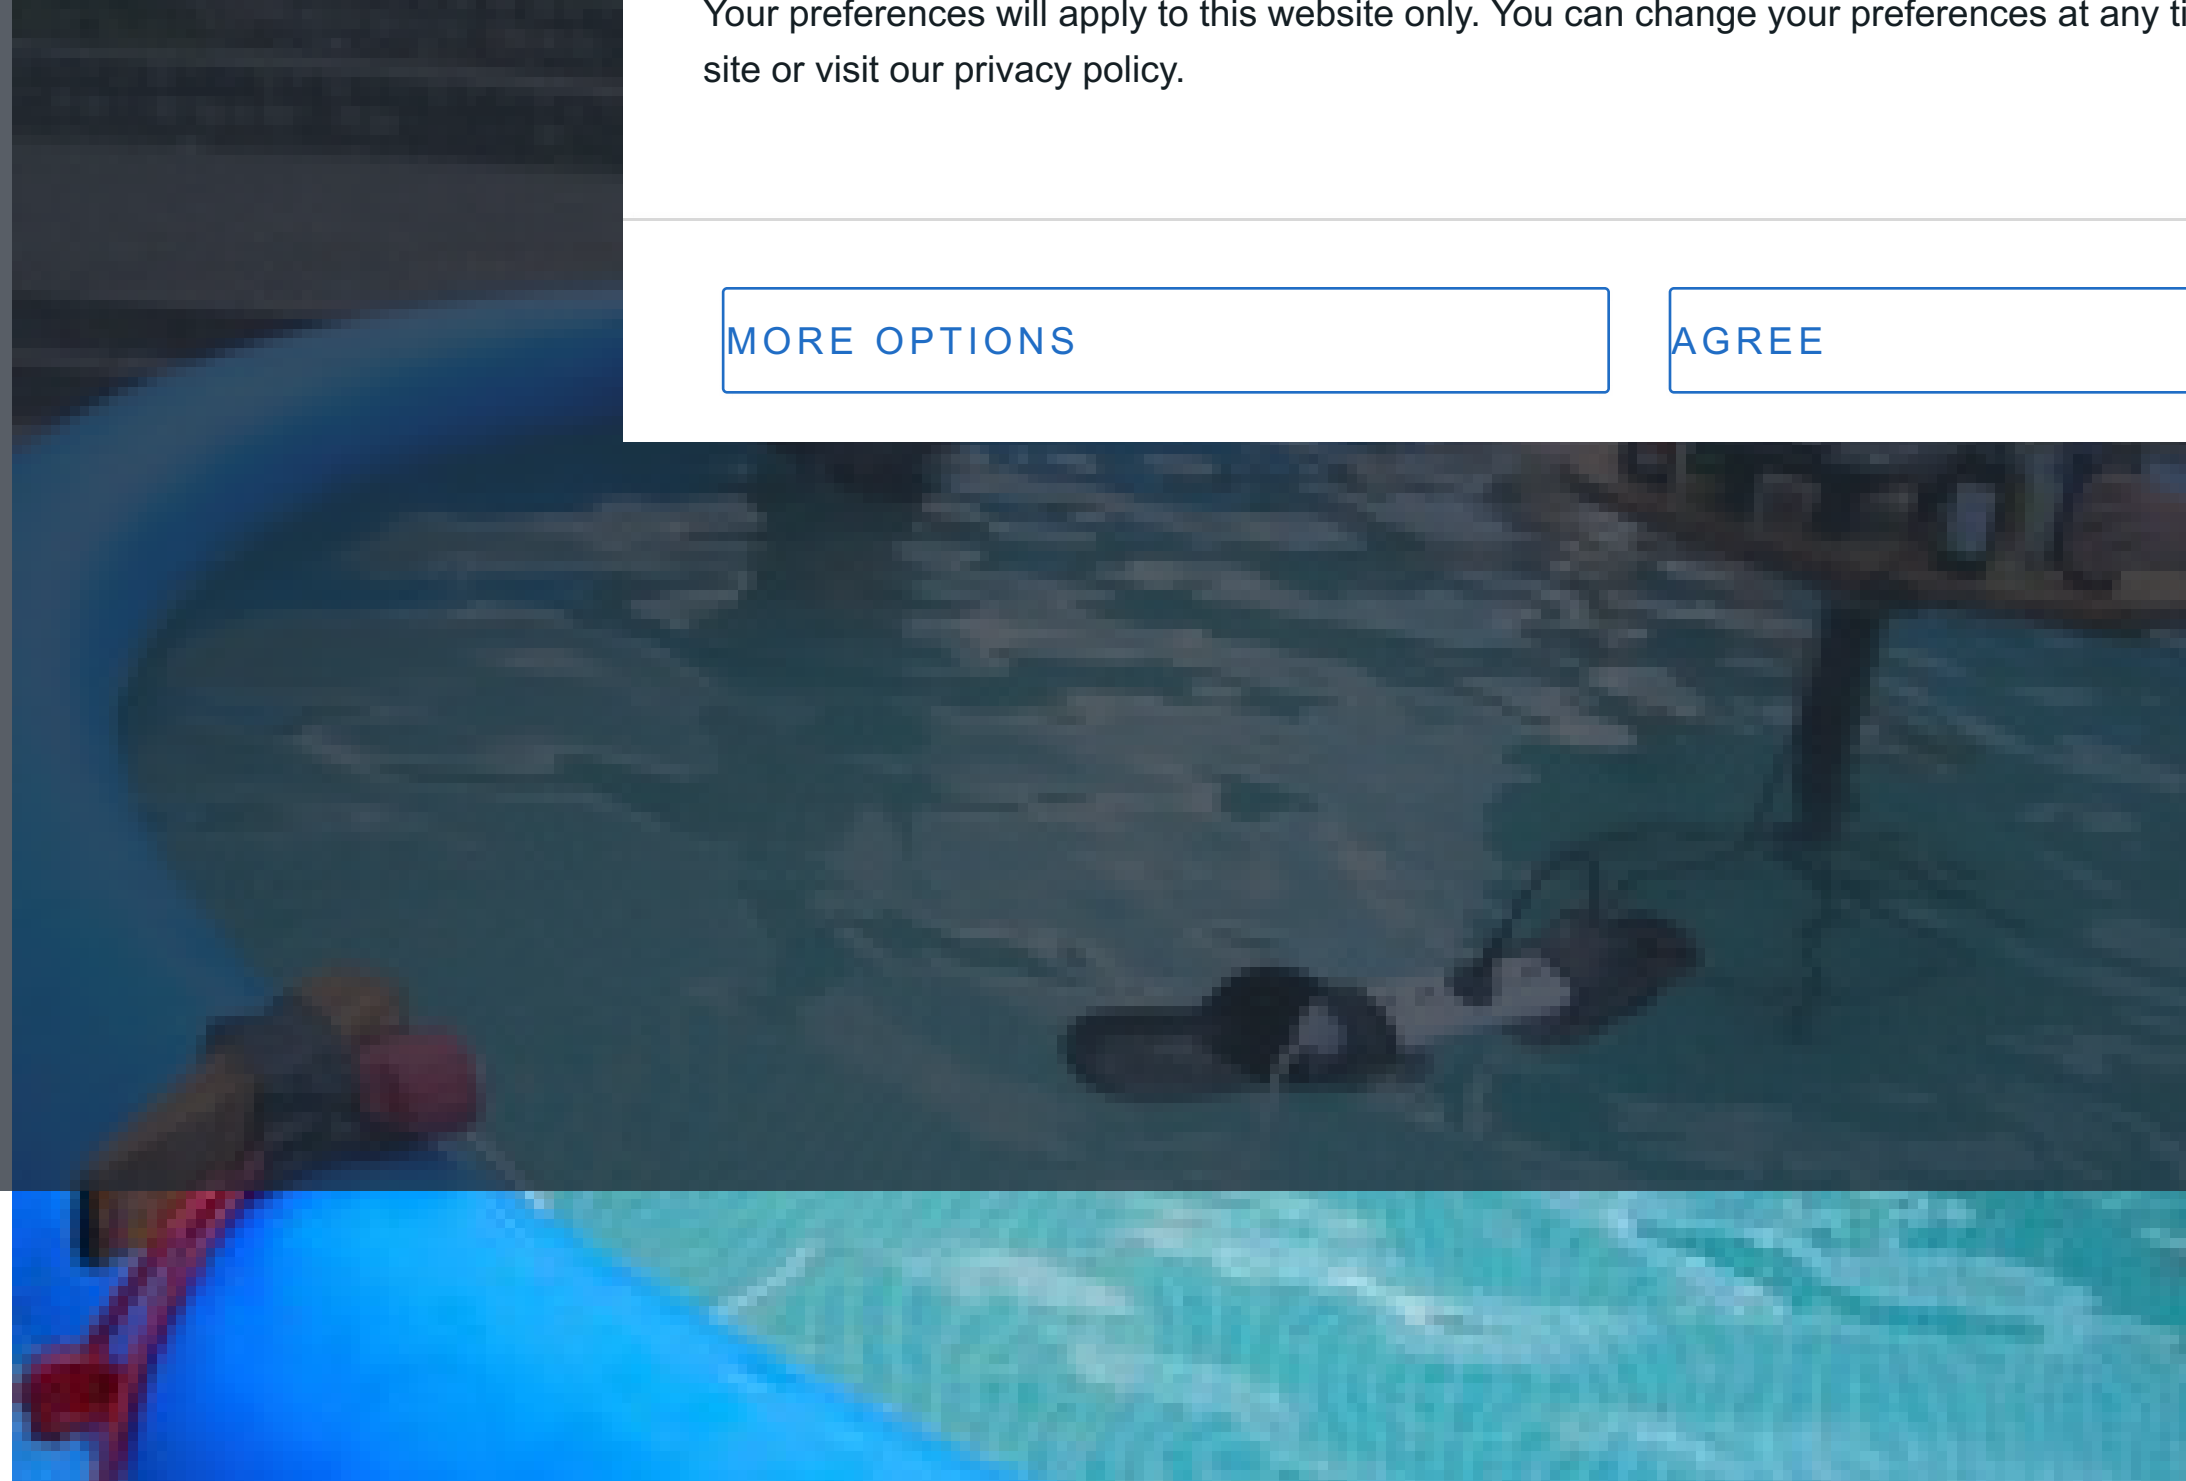 Your preferences will apply to this website only. You can change your preferences at any
site or visit our privacy policy.
MORE OPTIONS
AGREE